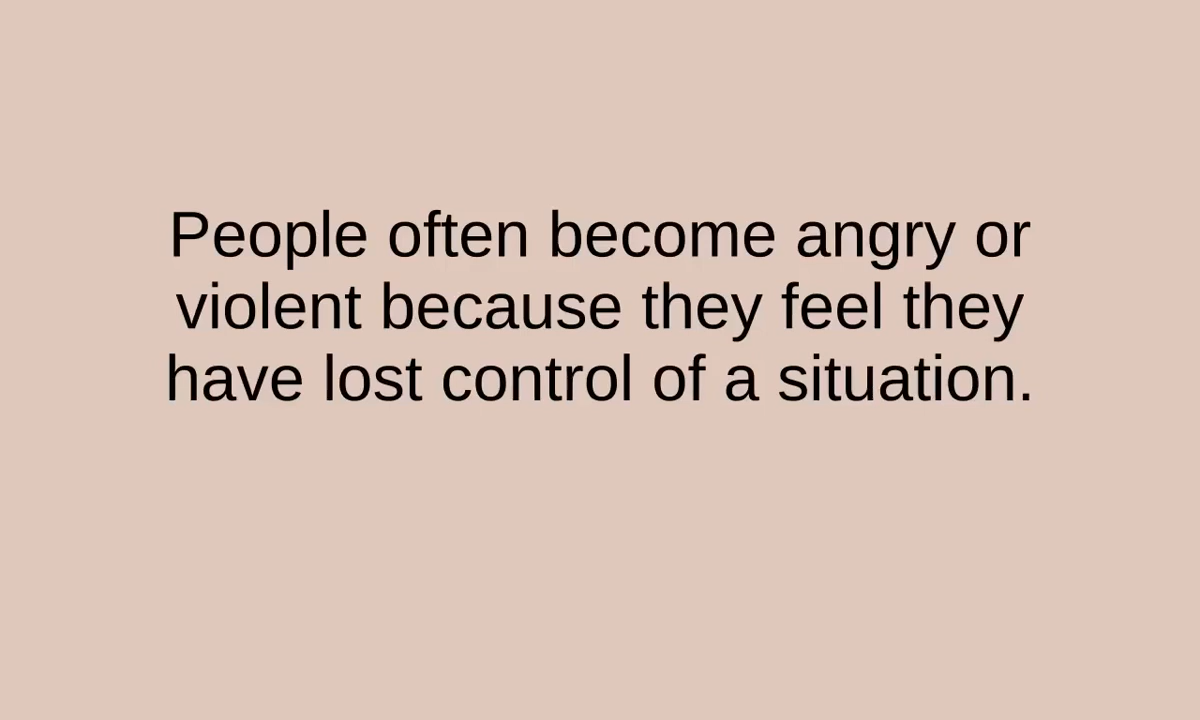 People often become angry or
violent because they feel they
have lost control of a situation.